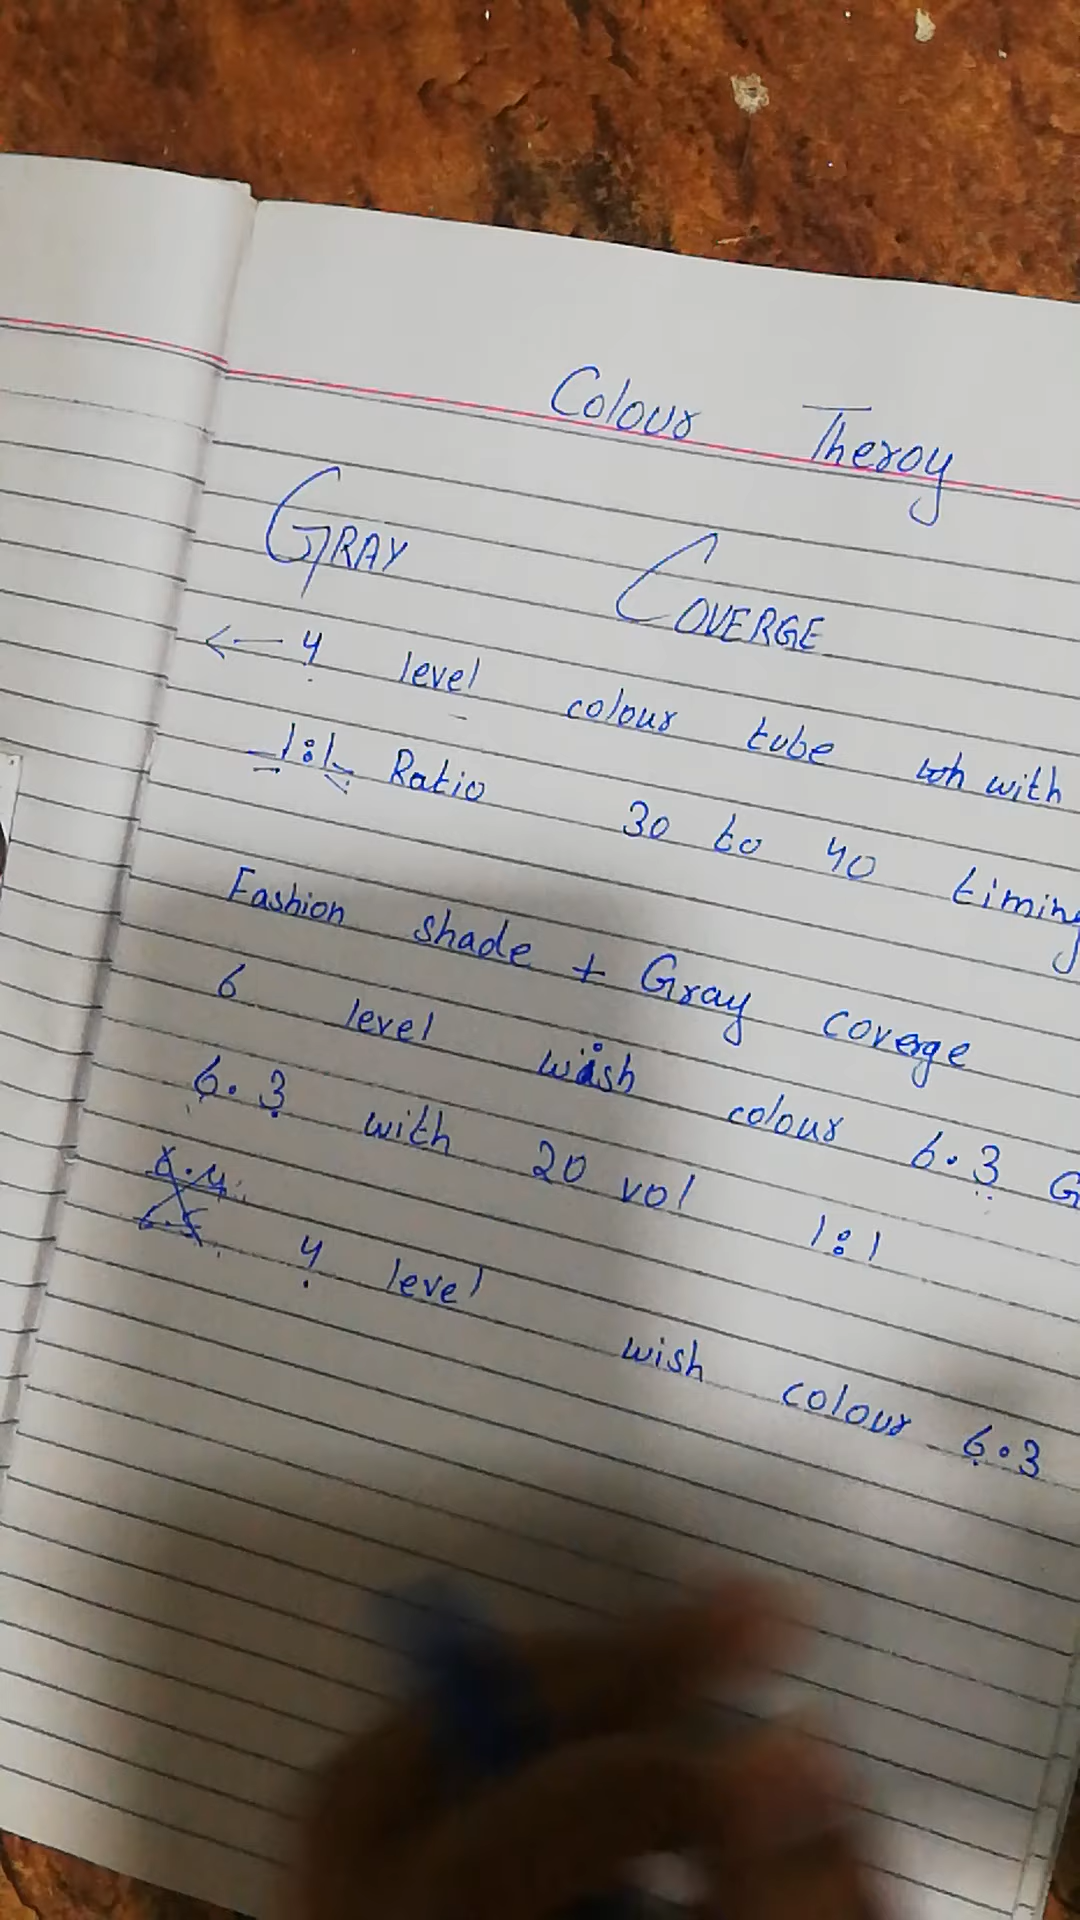 Colour Theroy
GRAY COVERGE
← 4 level colour tube with
1:1 Ratio 30 to 40 timing
Fashion shade + Gray coverge
6 level wish colour 6.3 G
6.3 with 20 vol 1:1
4 level wish colour 6.3